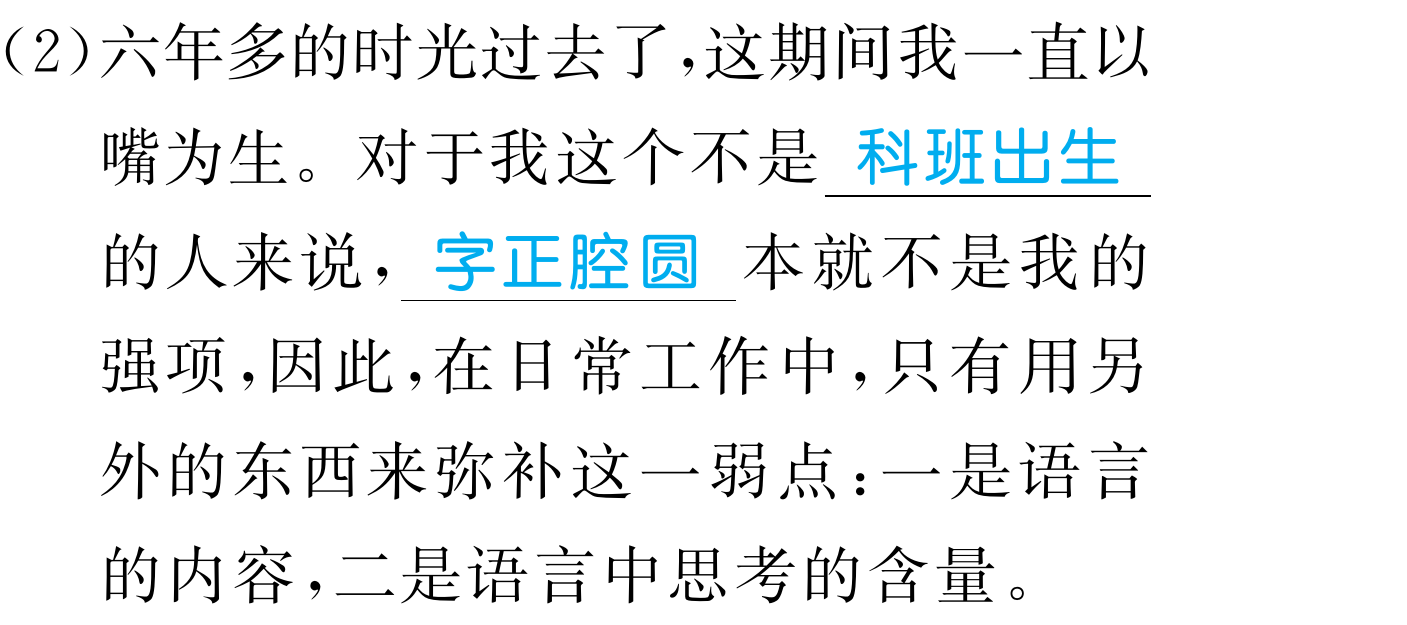 (2)六年多的时光过去了,这期间我一直以
嘴为生。对于我这个不是 科班出生
的人来说, 字正腔圆 本就不是我的
强项,因此,在日常工作中,只有用另
外的东西来弥补这一弱点:一是语言
的内容,二是语言中思考的含量。